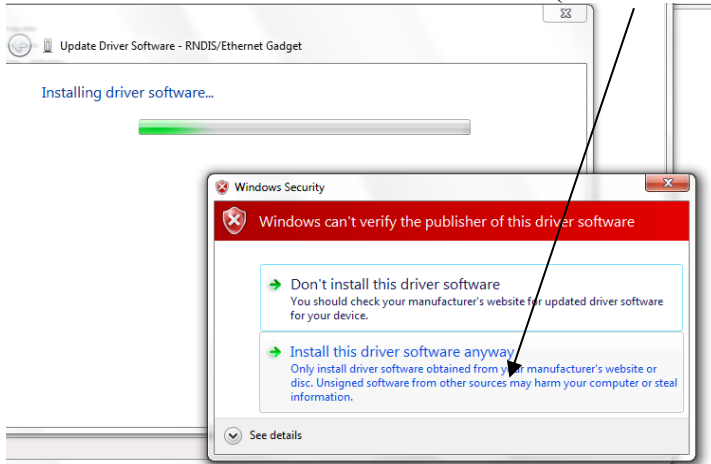 Update Driver Software - RNDIS/Ethernet Gadget
Installing driver software...
Windows Security
Windows can't verify the publisher of this driver software
Don't install this driver software
You should check your manufacturer's website for updated driver software
for your device.
Install this driver software anyway
Only install driver software obtained from your manufacturer's website or
disc. Unsigned software from other sources may harm your computer or steal
information.
See details